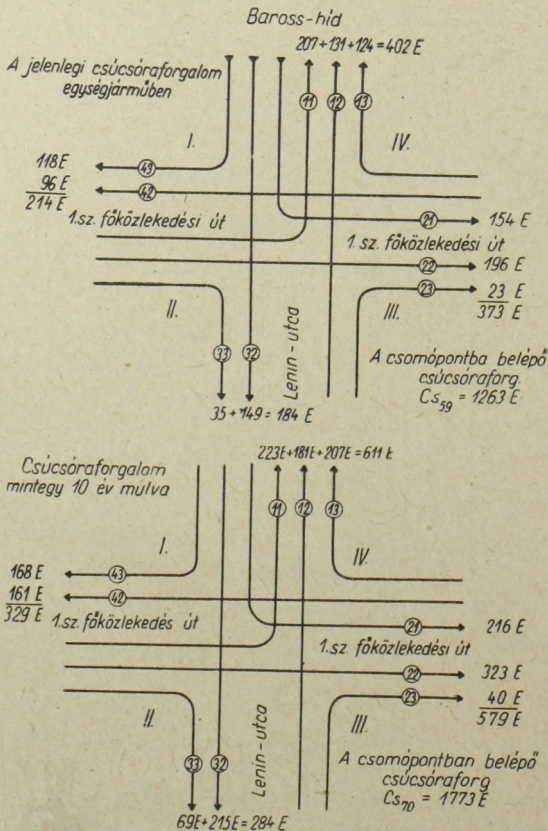 Baross-híd
207+131+124=402 E
A jelenlegi csúcsóraforgalom
egységjárműben
11 12 13
I.
IV.
118 E
43
96 E
42
214 E
1.sz. főközlekedési út
21
154 E
1.sz. főközlekedési út
22
196 E
23
23 E
373 E
II.
III.
33
32
Lenin-utca
A csomópontba belépő
csúcsóraforg.
Cs59 = 1263 E
35+149=184 E
223E+181E+207E=611 E
Csúcsóraforgalom
mintegy 10 év múlva
11 12 13
I.
IV.
168 E
43
161 E
42
329 E
1.sz. főközlekedés út
21
216 E
1.sz. főközlekedési út
22
323 E
23
40 E
579 E
II.
III.
33
32
Lenin-utca
A csomópontban belépő
csúcsóraforg
Cs70 = 1773 E
69E+215E=284 E